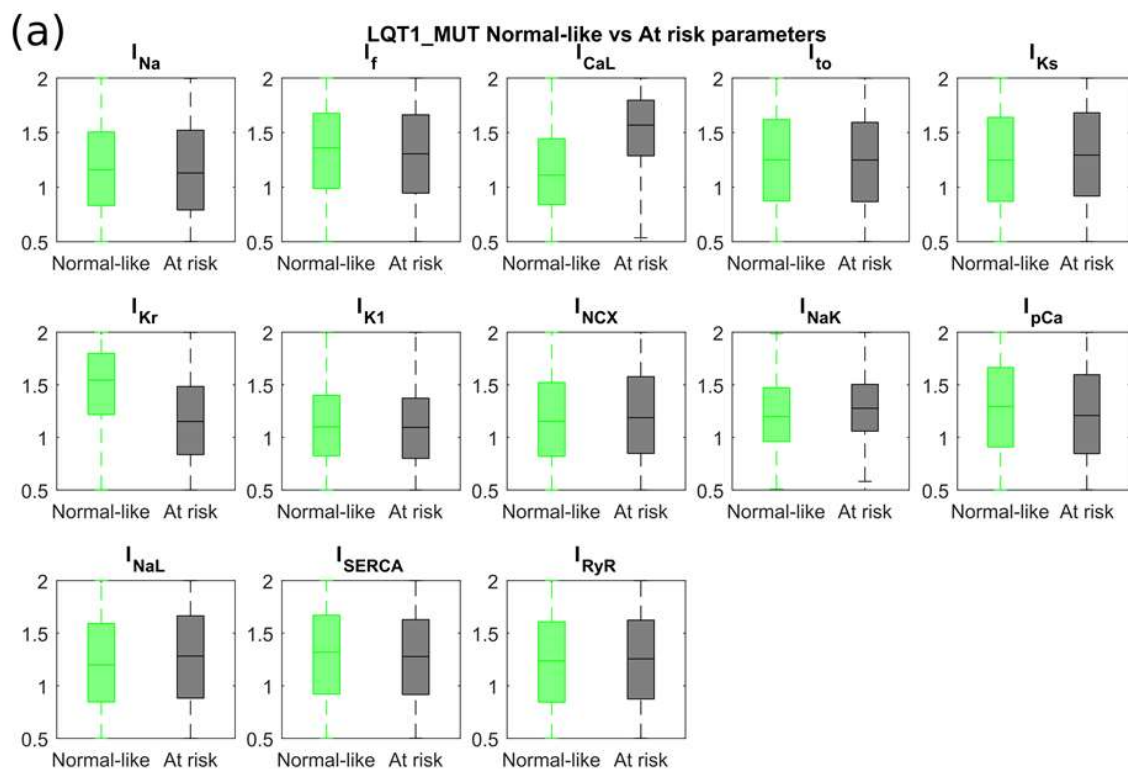 (a)
LQT1_MUT Normal-like vs At risk parameters
I_Na I_f I_CaL I_to I_Ks
2 2 2 2 2
1.5 1.5 1.5 1.5 1.5
1 1 1 1 1
0.5 0.5 0.5 0.5 0.5
Normal-like At risk Normal-like At risk Normal-like At risk Normal-like At risk Normal-like At risk
I_Kr I_K1 I_NCX I_NaK I_pCa
2 2 2 2 2
1.5 1.5 1.5 1.5 1.5
1 1 1 1 1
0.5 0.5 0.5 0.5 0.5
Normal-like At risk Normal-like At risk Normal-like At risk Normal-like At risk Normal-like At risk
I_NaL I_SERCA I_RyR
2 2 2
1.5 1.5 1.5
1 1 1
0.5 0.5 0.5
Normal-like At risk Normal-like At risk Normal-like At risk